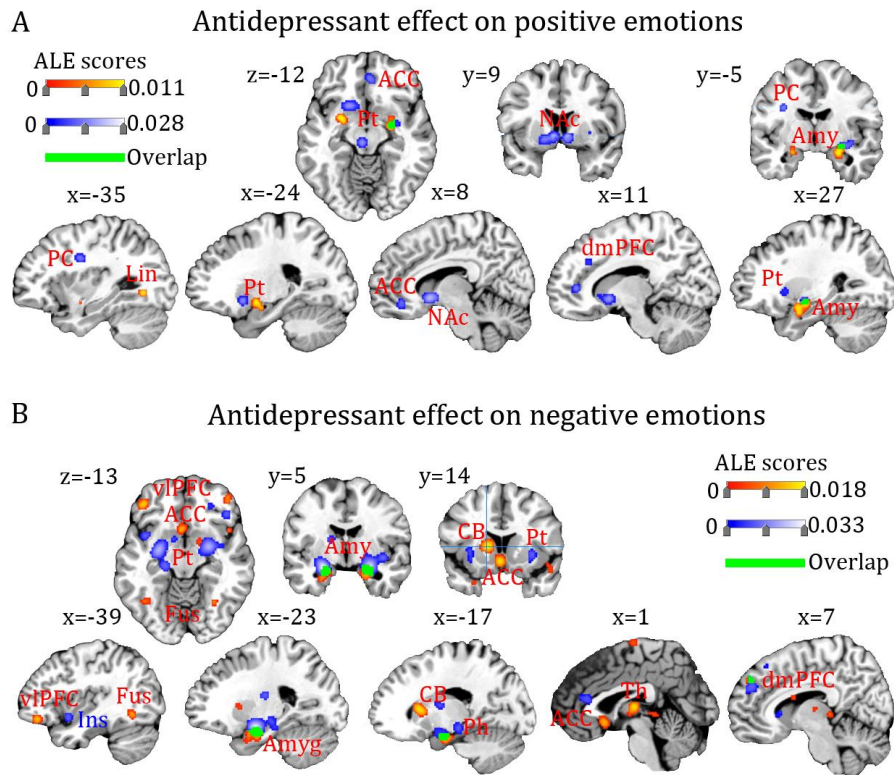 A
Antidepressant effect on positive emotions
ALE scores
0 0.011
0 0.028
Overlap
z=-12
ACC
Pt
y=9
NAc
y=-5
PC
Amy
x=-35
PC
Lin
x=-24
Pt
x=8
ACC
NAc
x=11
dmPFC
x=27
Pt
Amy
B
Antidepressant effect on negative emotions
z=-13
vlPFC
ACC
Pt
Fus
y=5
Amy
y=14
CB
Pt
ACC
ALE scores
0 0.018
0 0.033
Overlap
x=-39
vlPFC
Ins
Fus
x=-23
Amyg
x=-17
CB
Ph
x=1
Th
ACC
x=7
dmPFC